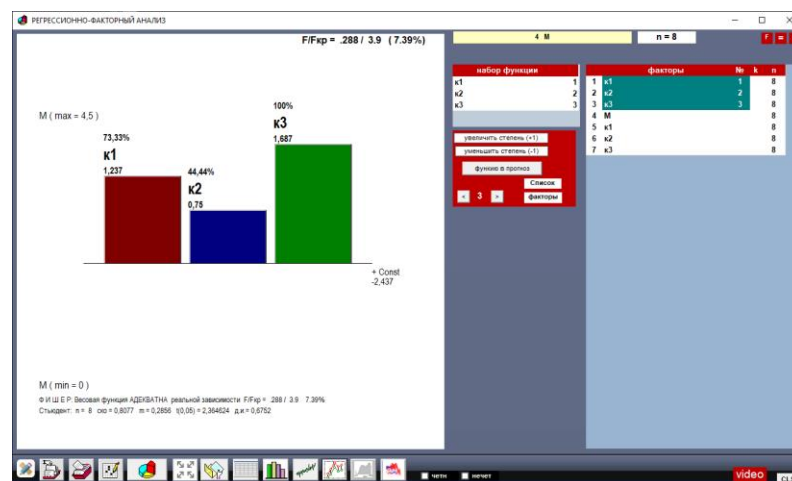 РЕГРЕССИОННО-ФАКТОРНЫЙ АНАЛИЗ
F/Fкр = .288 / 3.9 ( 7.39%)
4 М
n = 8
F =
набор функции
к1 1
к2 2
к3 3
факторы № k n
1 к1 1 8
2 к2 2 8
3 к3 3 8
4 М 8
5 к1 8
6 к2 8
7 к3 8
увеличить степень (+1)
уменьшить степень (-1)
функию в прогноз
Список
< 3 > факторы
М ( max = 4,5 )
73,33%
к1
1,237
44,44%
к2
0,75
100%
к3
1,687
+ Const
-2,437
М ( min = 0 )
Ф И Ш Е Р: Весовая функция АДЕКВАТНА реальной зависимости F/Fкр = .288 / 3.9 7.39%
Стьюдент: n = 8 ско = 0,8077 m = 0,2856 t(0,05) = 2,364624 д.и.= 0,6752
четн
нечет
video